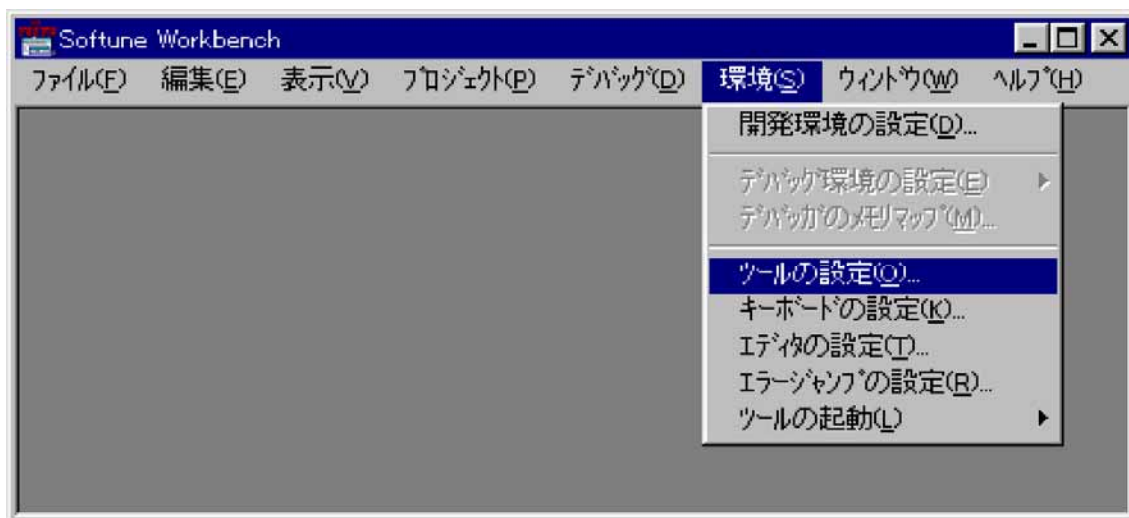 Softune Workbench
ファイル(F) 編集(E) 表示(V) ﾌﾟﾛｼﾞｪｸﾄ(P) ﾃﾞﾊﾞｯｸﾞ(D) 環境(S) ｳｨﾝﾄﾞｳ(W) ﾍﾙﾌﾟ(H)
開発環境の設定(D)...
ﾃﾞﾊﾞｯｸﾞ環境の設定(E)
ﾃﾞﾊﾞｯｶﾞのﾒﾓﾘﾏｯﾌﾟ(M)...
ツールの設定(O)...
ｷｰﾎﾞｰﾄﾞの設定(K)...
ｴﾃﾞｨﾀの設定(T)...
ｴﾗｰｼﾞｬﾝﾌﾟの設定(R)...
ツールの起動(L)